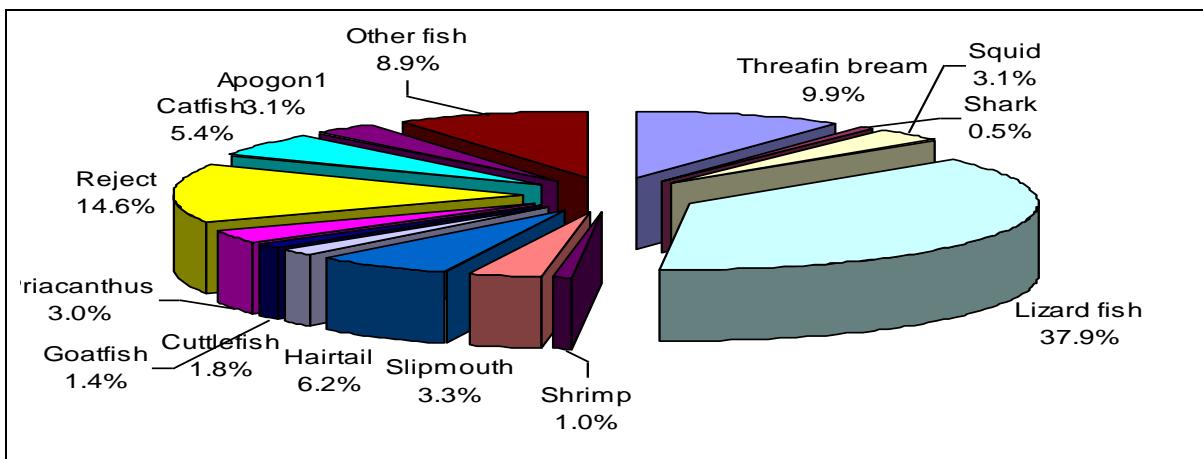 Other fish
8.9%
Threafin bream
9.9%
Squid
3.1%
Shark
0.5%
Apogon1
3.1%
Catfish
5.4%
Reject
14.6%
riacanthus
3.0%
Goatfish
1.4%
Cuttlefish
1.8%
Hairtail
6.2%
Slipmouth
3.3%
Shrimp
1.0%
Lizard fish
37.9%